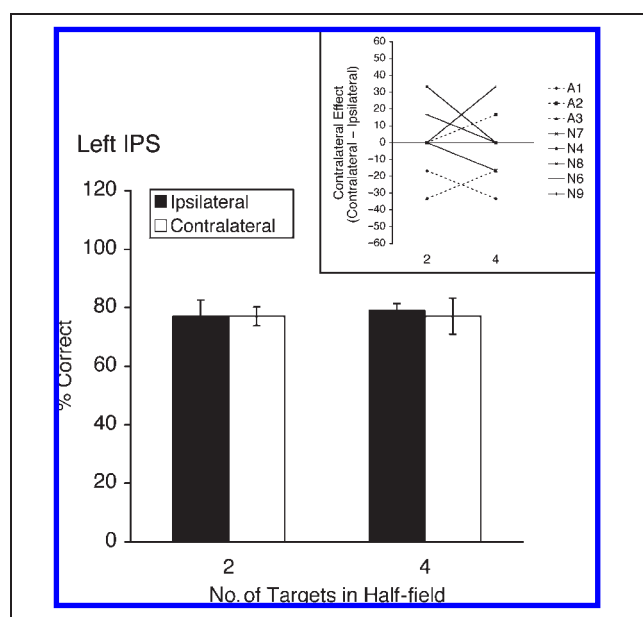 Left IPS
% Correct
120
100
80
60
40
20
0
Ipsilateral
Contralateral
2
4
No. of Targets in Half-field
Contralateral Effect
(Contralateral – Ipsilateral)
60
50
40
30
20
10
0
−10
−20
−30
−40
−50
−60
2
4
A1
A2
A3
N7
N4
N8
N6
N9